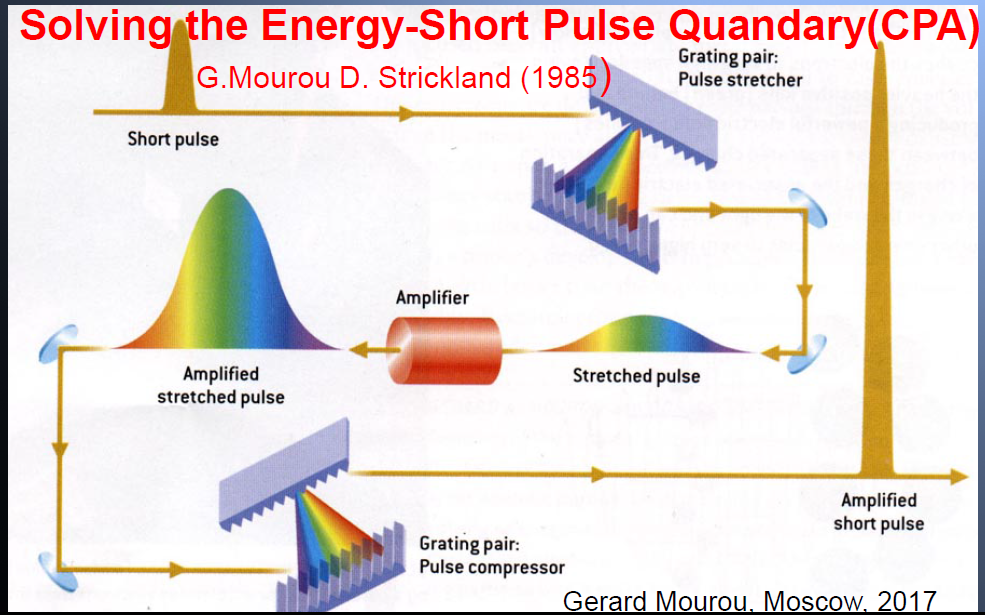 Solving the Energy-Short Pulse Quandary(CPA)
G.Mourou D. Strickland (1985)
Grating pair:
Pulse stretcher
Short pulse
Amplifier
Stretched pulse
Amplified
stretched pulse
Amplified
short pulse
Grating pair:
Pulse compressor
Gerard Mourou, Moscow, 2017